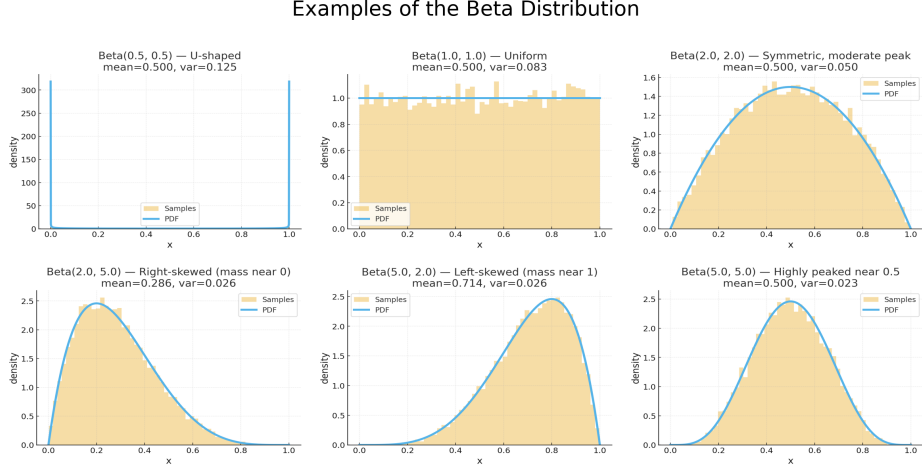 Examples of the Beta Distribution
Beta(0.5, 0.5) — U-shaped
mean=0.500, var=0.125
density
300
250
200
150
100
50
0
Samples
PDF
0.0 0.2 0.4 0.6 0.8 1.0
x
Beta(1.0, 1.0) — Uniform
mean=0.500, var=0.083
density
1.0
0.8
0.6
0.4
0.2
0.0
Samples
PDF
0.0 0.2 0.4 0.6 0.8 1.0
x
Beta(2.0, 2.0) — Symmetric, moderate peak
mean=0.500, var=0.050
density
1.6
1.4
1.2
1.0
0.8
0.6
0.4
0.2
0.0
Samples
PDF
0.0 0.2 0.4 0.6 0.8 1.0
x
Beta(2.0, 5.0) — Right-skewed (mass near 0)
mean=0.286, var=0.026
density
2.5
2.0
1.5
1.0
0.5
0.0
Samples
PDF
0.0 0.2 0.4 0.6 0.8 1.0
x
Beta(5.0, 2.0) — Left-skewed (mass near 1)
mean=0.714, var=0.026
density
2.5
2.0
1.5
1.0
0.5
0.0
Samples
PDF
0.0 0.2 0.4 0.6 0.8 1.0
x
Beta(5.0, 5.0) — Highly peaked near 0.5
mean=0.500, var=0.023
density
2.5
2.0
1.5
1.0
0.5
0.0
Samples
PDF
0.0 0.2 0.4 0.6 0.8 1.0
x